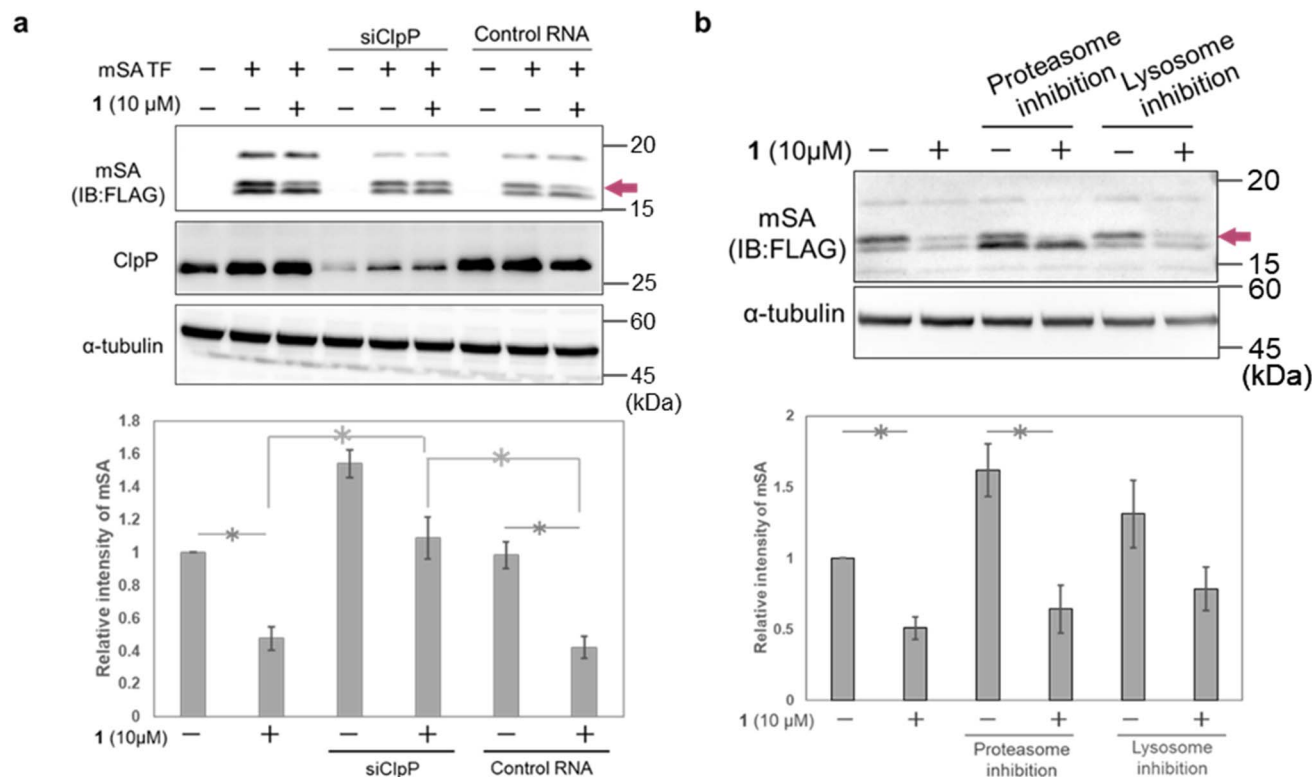 a
siClpP
Control RNA
mSA TF − + + − + + − + +
1 (10 μM) − − + − − + − − +
mSA
(IB:FLAG)
20
15
ClpP
25
α-tubulin
60
45
(kDa)
Relative intensity of mSA
1.8
1.6
1.4
1.2
1
0.8
0.6
0.4
0.2
0
*
*
*
*
1 (10μM) − + − + − +
siClpP
Control RNA
b
Proteasome
inhibition
Lysosome
inhibition
1 (10μM) − + − + − +
mSA
(IB:FLAG)
20
15
α-tubulin
60
45
(kDa)
Relative intensity of mSA
2
1.5
1
0.5
0
*
*
1 (10 μM) − + − + − +
Proteasome
inhibition
Lysosome
inhibition